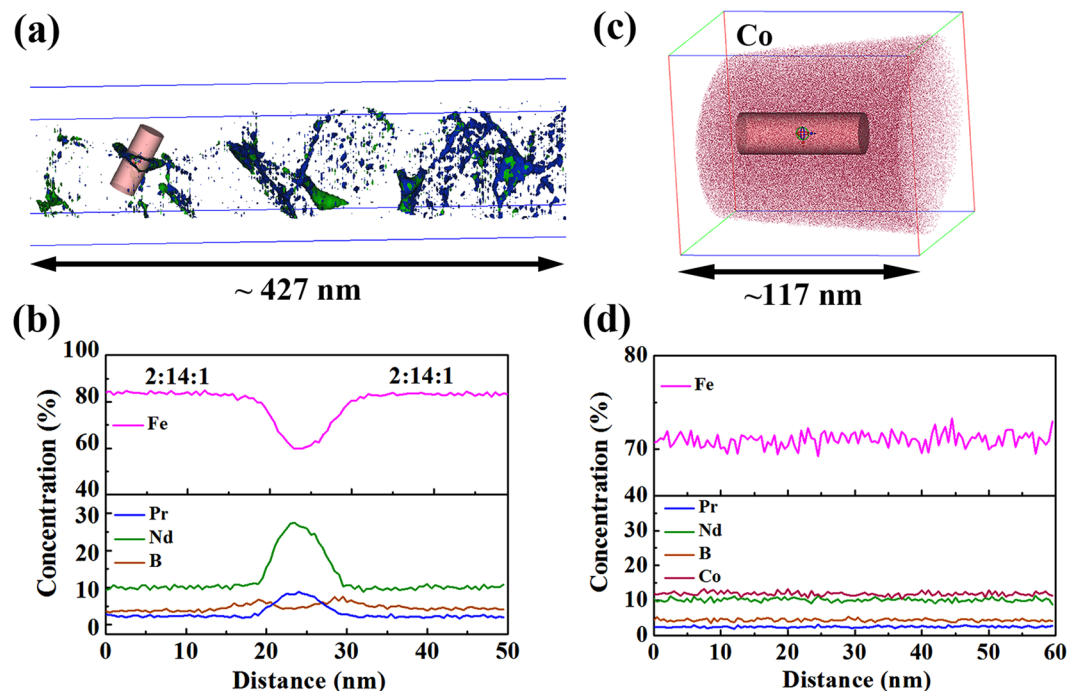 (a)
~ 427 nm
(b)
100
80
60
40
30
20
10
0
Concentration (%)
2:14:1
2:14:1
Fe
Pr
Nd
B
0 10 20 30 40 50
Distance (nm)
(c)
Co
~117 nm
(d)
80
70
40
30
20
10
0
Concentration (%)
Fe
Pr
Nd
B
Co
0 10 20 30 40 50 60
Distance (nm)